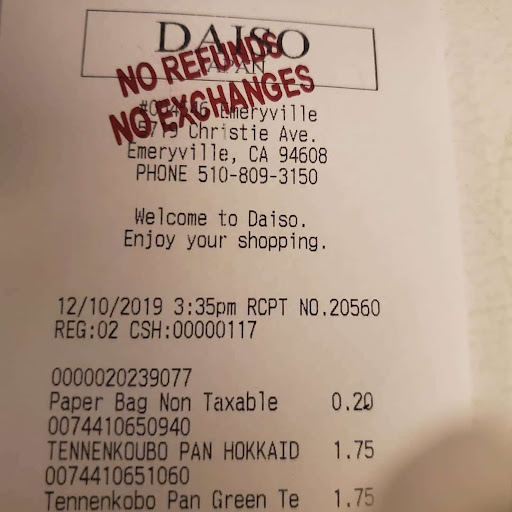 DAISO
JAPAN
NO REFUNDS
NO EXCHANGES
Emeryville
Christie Ave.
Emeryville, CA 94608
PHONE 510-809-3150
Welcome to Daiso.
Enjoy your shopping.
12/10/2019 3:35pm RCPT NO.20560
REG:02 CSH:00000117
0000020239077
Paper Bag Non Taxable 0.20
0074410650940
TENNENKOUBO PAN HOKKAID 1.75
0074410651060
Tennenkobo Pan Green Te 1.75